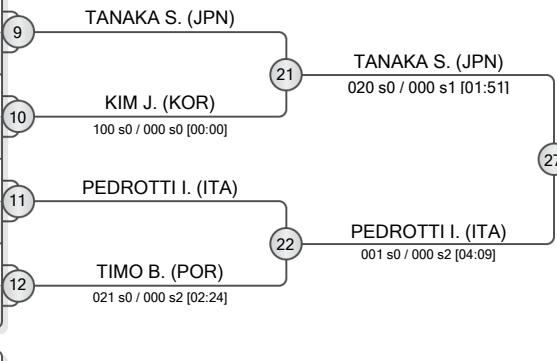 9
TANAKA S. (JPN)
21
TANAKA S. (JPN)
020 s0 / 000 s1 [01:51]
10
KIM J. (KOR)
100 s0 / 000 s0 [00:00]
27
11
PEDROTTI I. (ITA)
22
PEDROTTI I. (ITA)
001 s0 / 000 s2 [04:09]
12
TIMO B. (POR)
021 s0 / 000 s2 [02:24]